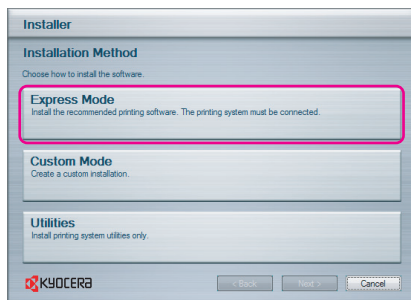 Installer
Installation Method
Choose how to install the software.
Express Mode
Install the recommended printing software. The printing system must be connected.
Custom Mode
Create a custom installation.
Utilities
Install printing system utilities only.
KYOCERA
< Back
Next >
Cancel